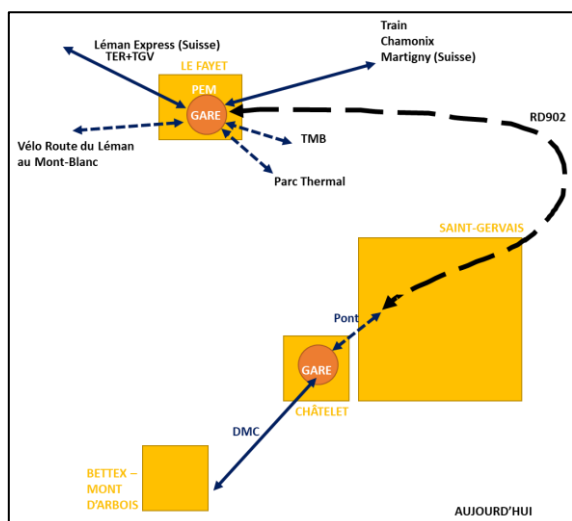 Léman Express (Suisse)
TER+TGV
Train
Chamonix
Martigny (Suisse)
LE FAYET
PEM
GARE
RD902
Vélo Route du Léman
au Mont-Blanc
TMB
Parc Thermal
SAINT-GERVAIS
Pont
GARE
CHÂTELET
DMC
BETTEX –
MONT
D'ARBOIS
AUJOURD'HUI